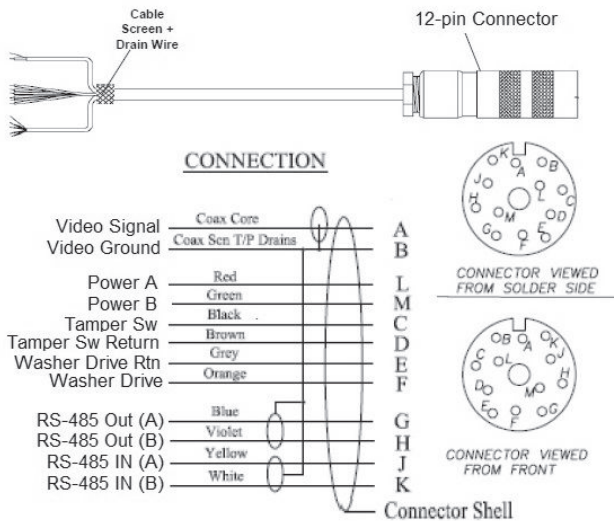 Cable
Screen +
Drain Wire
12-pin Connector
CONNECTION
Video Signal Coax Core A
Video Ground Coax Scn T/P Drains B
Power A Red L
Power B Green M
Tamper Sw Black C
Tamper Sw Return Brown D
Washer Drive Rtn Grey E
Washer Drive Orange F
RS-485 Out (A) Blue G
RS-485 Out (B) Violet H
RS-485 IN (A) Yellow J
RS-485 IN (B) White K
Connector Shell
K A B
J L C
H M D
G F E
CONNECTOR VIEWED
FROM SOLDER SIDE
B A K
C L J
D M H
E F G
CONNECTOR VIEWED
FROM FRONT